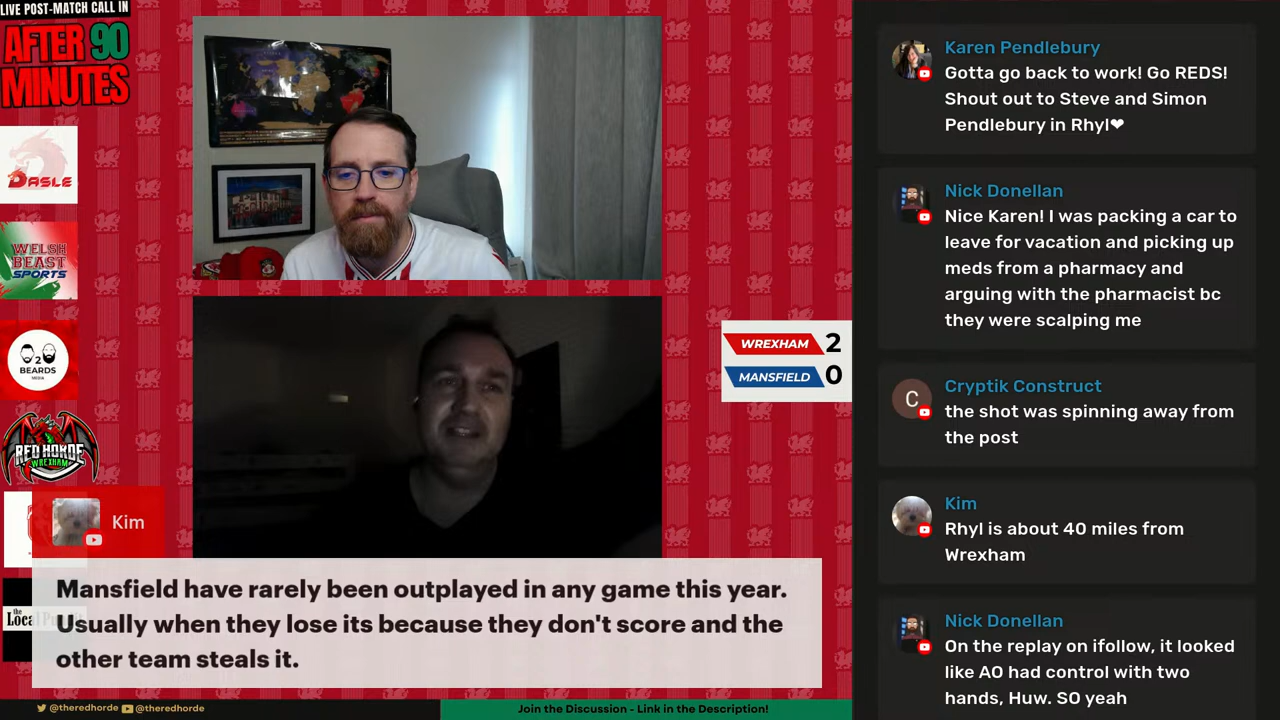 LIVE POST-MATCH CALL IN
AFTER 90
MINUTES
DASLE
WELSH
BEAST
SPORTS
2
BEARDS
MEDIA
RED HORDE
WREXHAM
Kim
the
Mansfield have rarely been outplayed in any game this year.
Usually when they lose its because they don't score and the
other team steals it.
@theredhorde @theredhorde
Join the Discussion - Link in the Description!
WREXHAM 2
MANSFIELD 0
Karen Pendlebury
Gotta go back to work! Go REDS!
Shout out to Steve and Simon
Pendlebury in Rhyl❤
Nick Donellan
Nice Karen! I was packing a car to
leave for vacation and picking up
meds from a pharmacy and
arguing with the pharmacist bc
they were scalping me
C
Cryptik Construct
the shot was spinning away from
the post
Kim
Rhyl is about 40 miles from
Wrexham
Nick Donellan
On the replay on ifollow, it looked
like AO had control with two
hands, Huw. SO yeah